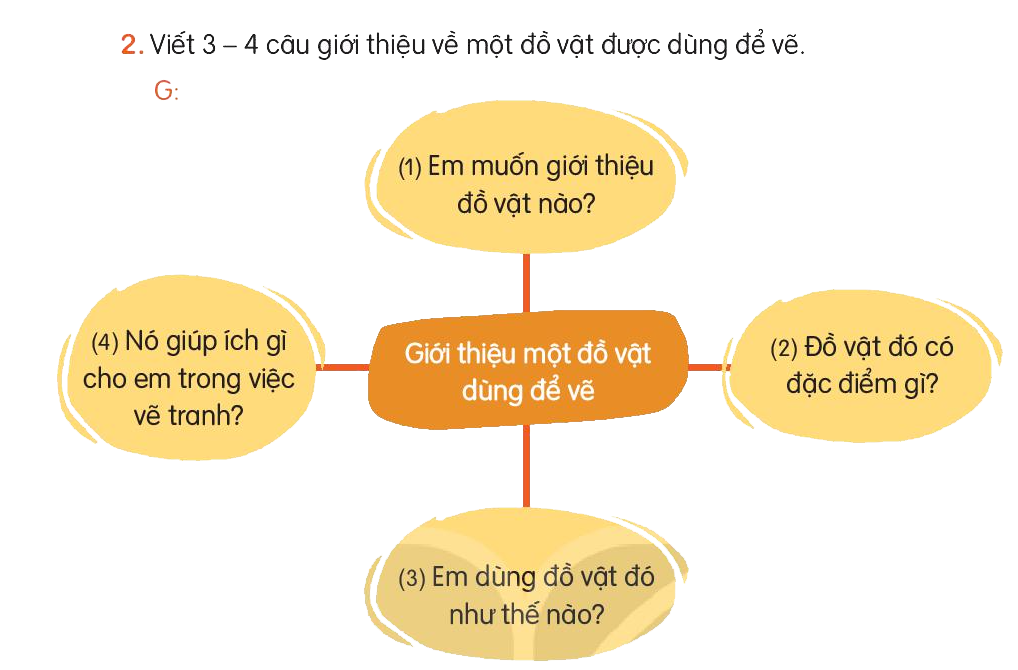 2. Viết 3 – 4 câu giới thiệu về một đồ vật được dùng để vẽ.
G:
(1) Em muốn giới thiệu
đồ vật nào?
(4) Nó giúp ích gì
cho em trong việc
vẽ tranh?
Giới thiệu một đồ vật
dùng để vẽ
(2) Đồ vật đó có
đặc điểm gì?
(3) Em dùng đồ vật đó
như thế nào?